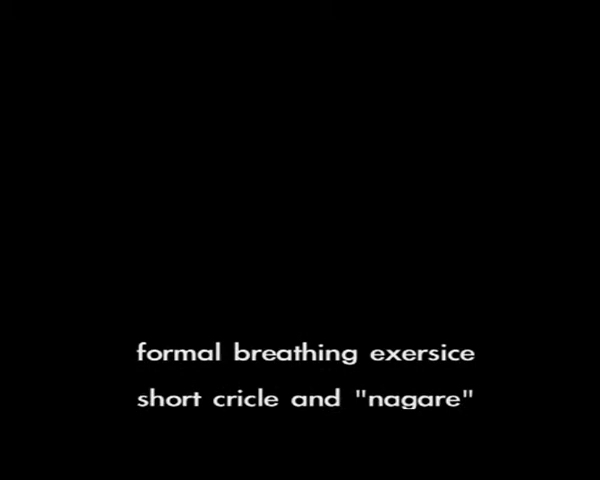 formal breathing exersice
short cricle and "nagare"